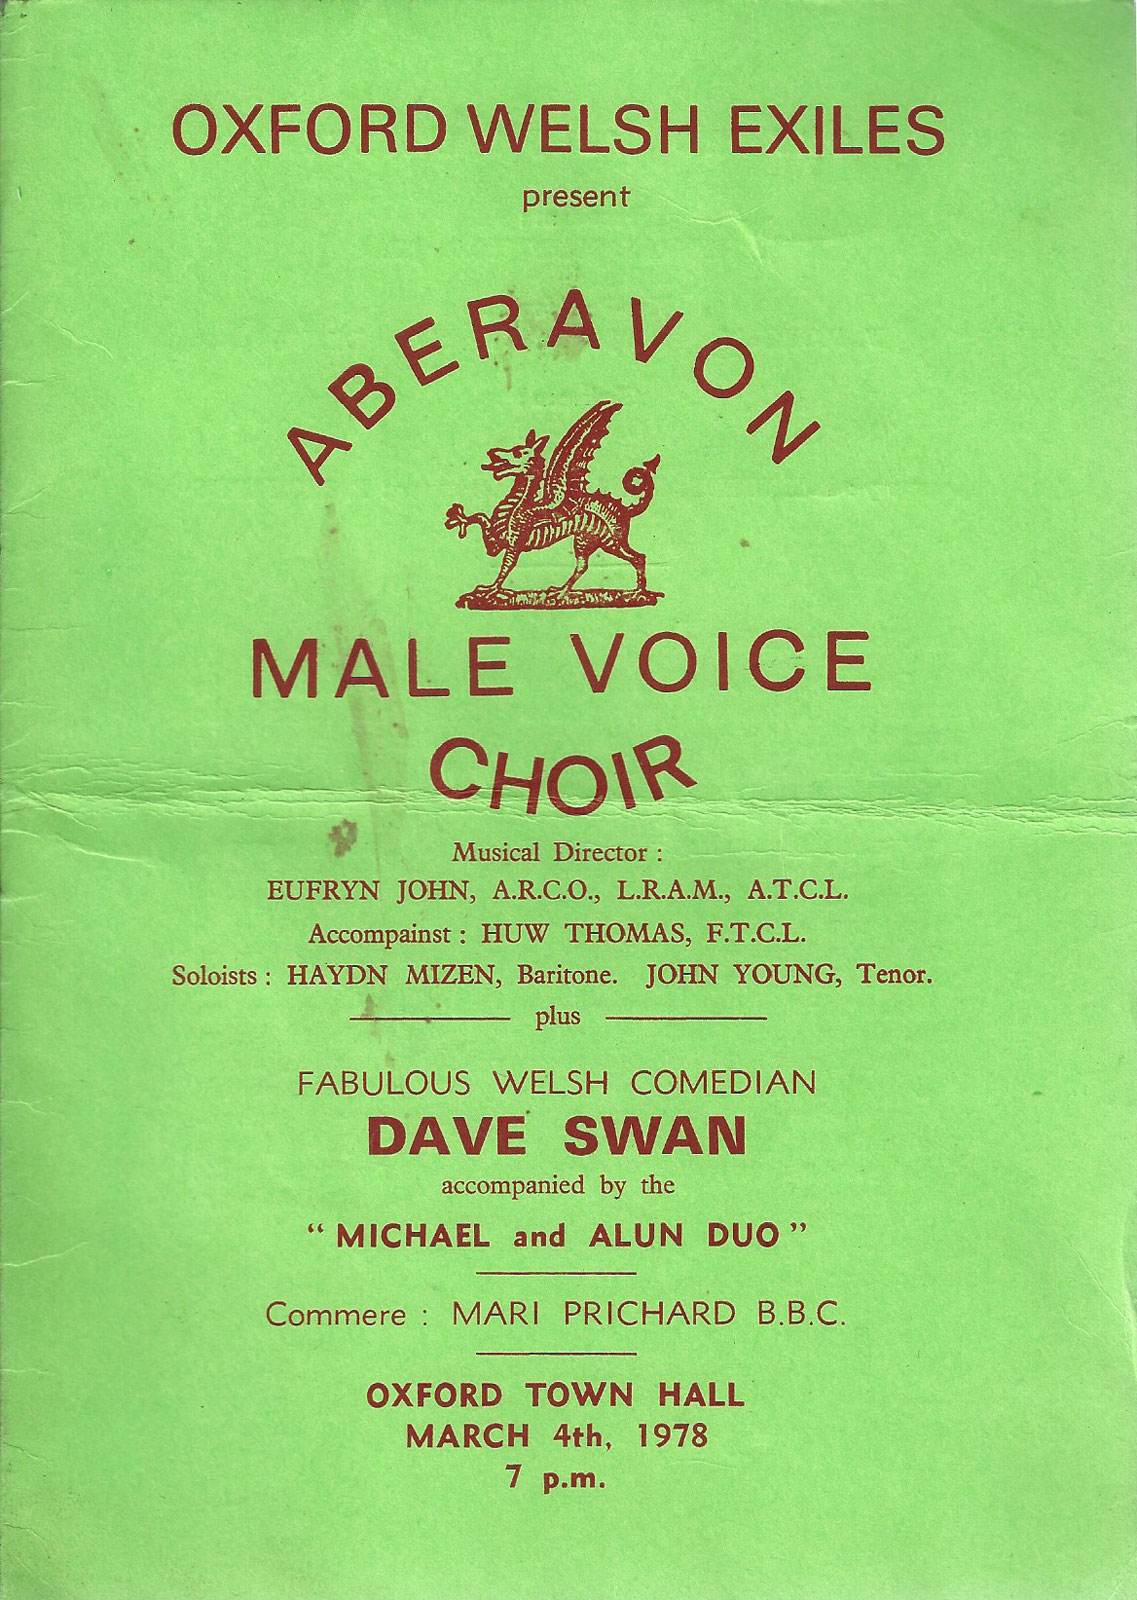 OXFORD WELSH EXILES
present
ABERAVON
MALE VOICE
CHOIR
Musical Director :
EUFRYN JOHN, A.R.C.O., L.R.A.M., A.T.C.L.
Accompainst : HUW THOMAS, F.T.C.L.
Soloists : HAYDN MIZEN, Baritone. JOHN YOUNG, Tenor.
plus
FABULOUS WELSH COMEDIAN
DAVE SWAN
accompanied by the
" MICHAEL and ALUN DUO "
Commere : MARI PRICHARD B.B.C.
OXFORD TOWN HALL
MARCH 4th, 1978
7 p.m.